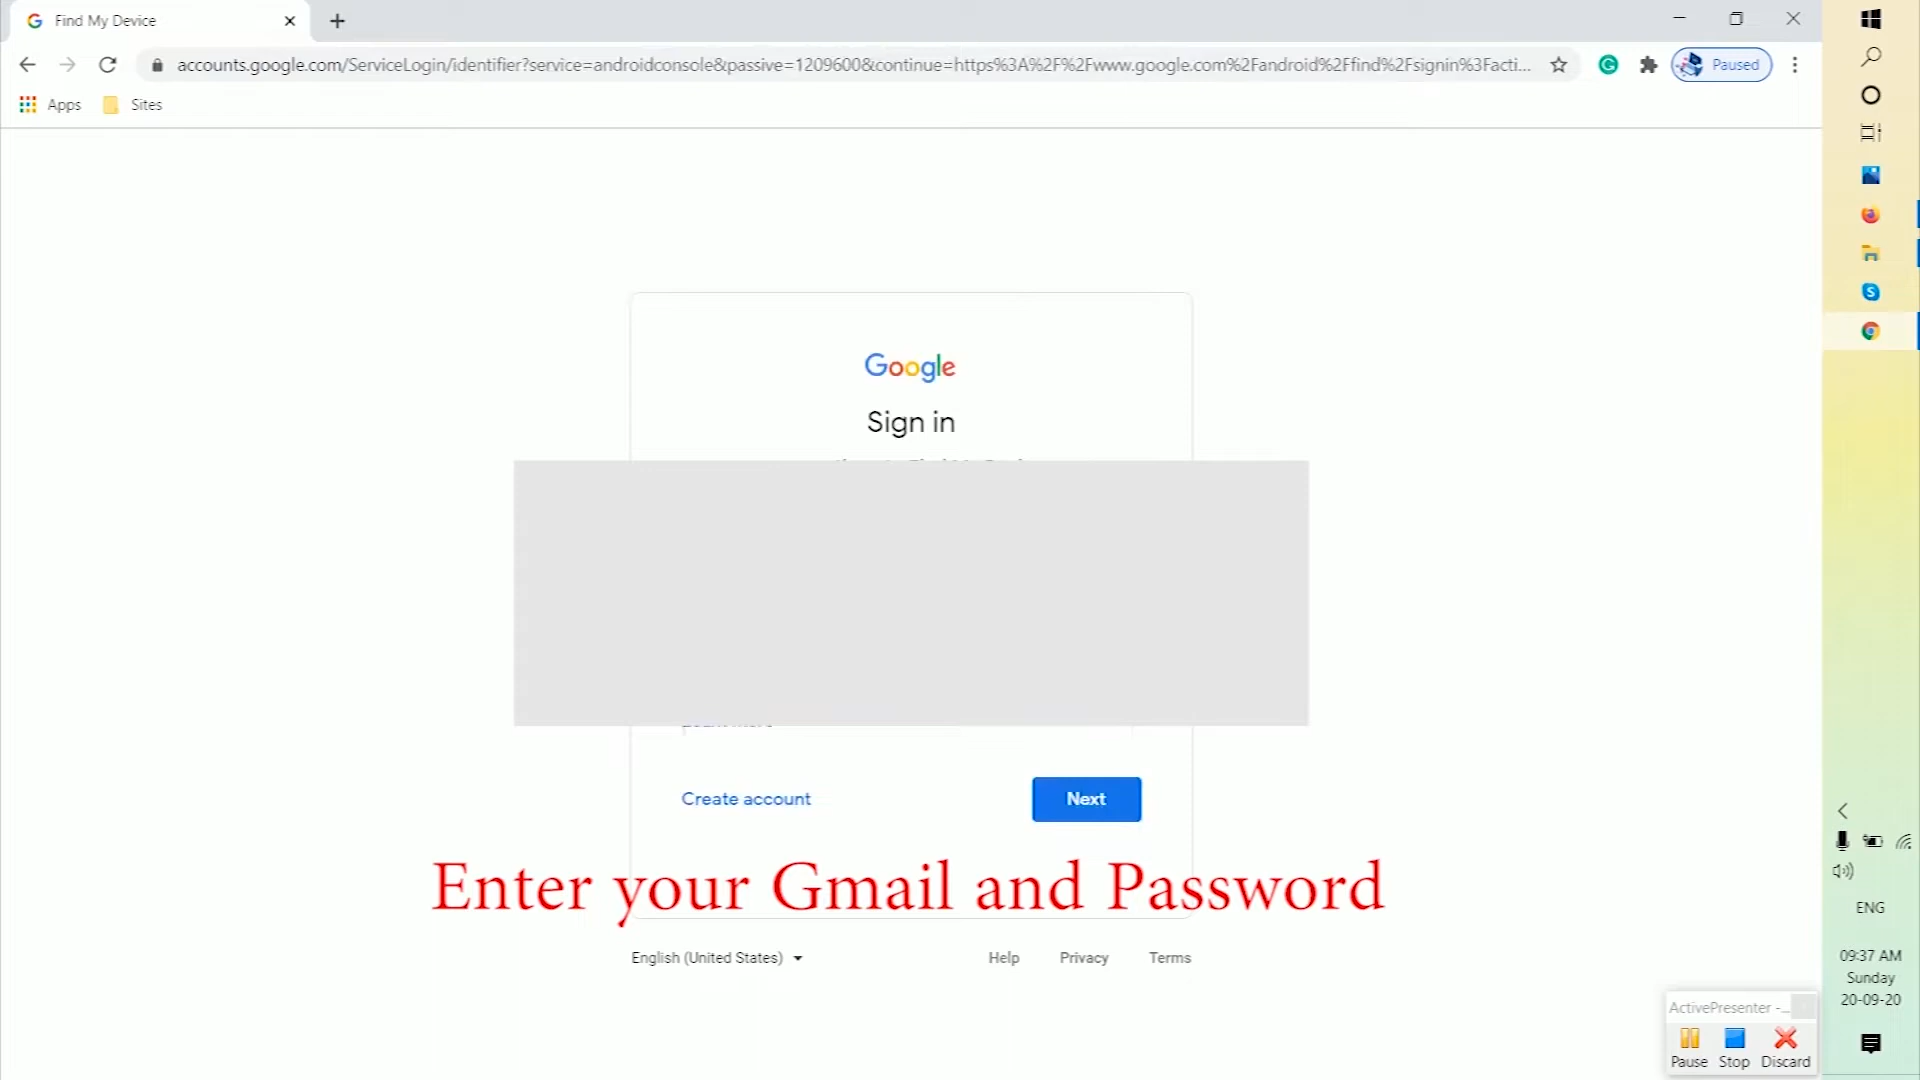 Find My Device
accounts.google.com/ServiceLogin/identifier?service=androidconsole&passive=1209600&continue=https%3A%2F%2Fwww.google.com%2Fandroid%2Ffind%2Fsignin%3Facti...
Paused
Apps
Sites
Google
Sign in
Create account
Next
Enter your Gmail and Password
English (United States)
Help
Privacy
Terms
ENG
09:37 AM
Sunday
20-09-20
ActivePresenter -...
Pause
Stop
Discard